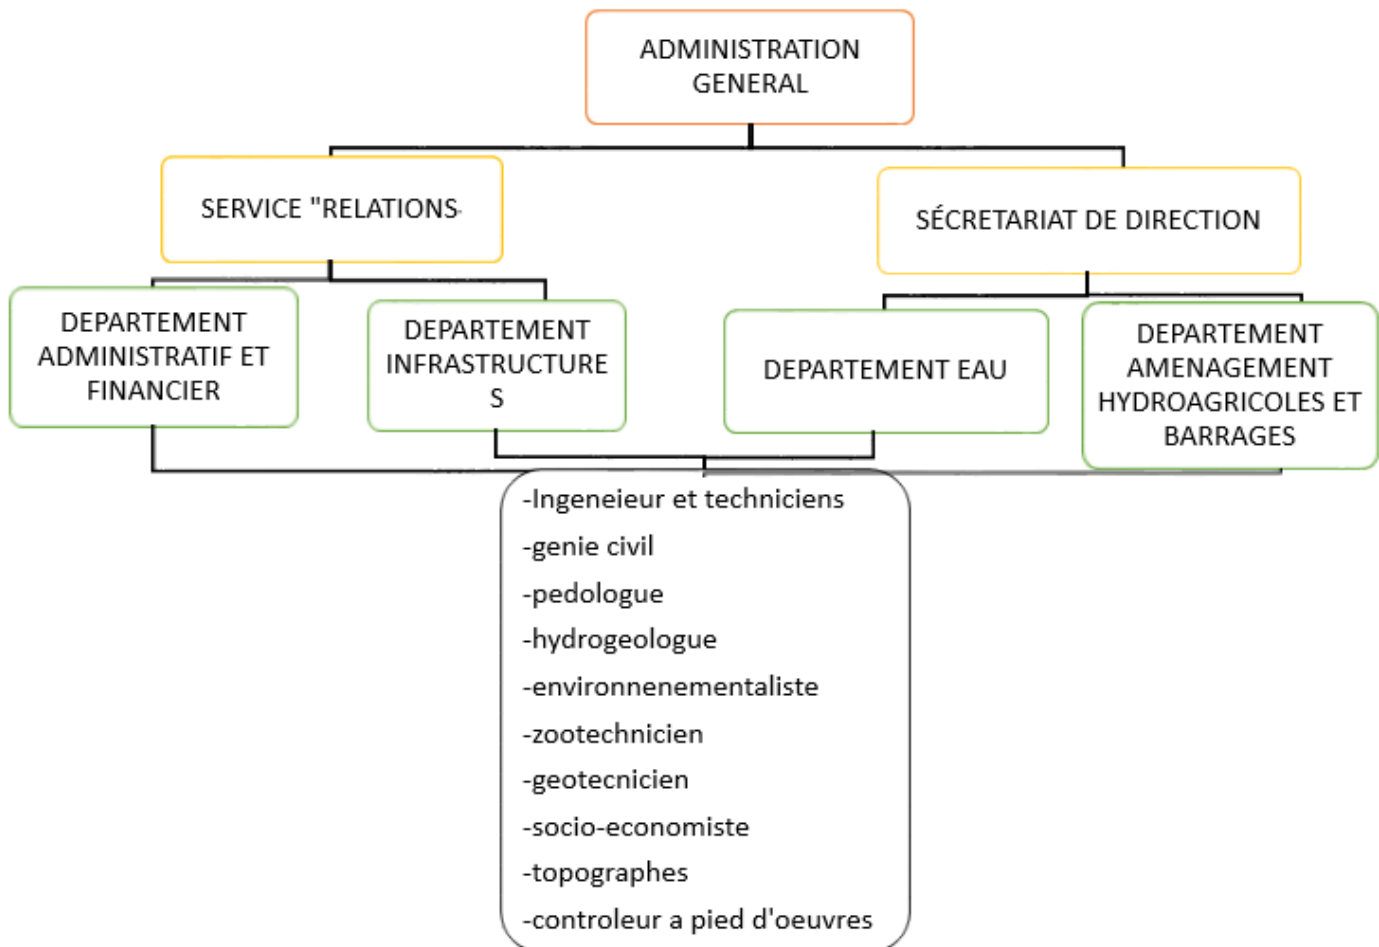 ADMINISTRATION
GENERAL
SERVICE "RELATIONS-
SÉCRETARIAT DE DIRECTION
DEPARTEMENT
ADMINISTRATIF ET
FINANCIER
DEPARTEMENT
INFRASTRUCTURE
S
DEPARTEMENT EAU
DEPARTEMENT
AMENAGEMENT
HYDROAGRICOLES ET
BARRAGES
-Ingeneieur et techniciens
-genie civil
-pedologue
-hydrogeologue
-environnenementaliste
-zootechnicien
-geotecnicien
-socio-economiste
-topographes
-controleur a pied d'oeuvres